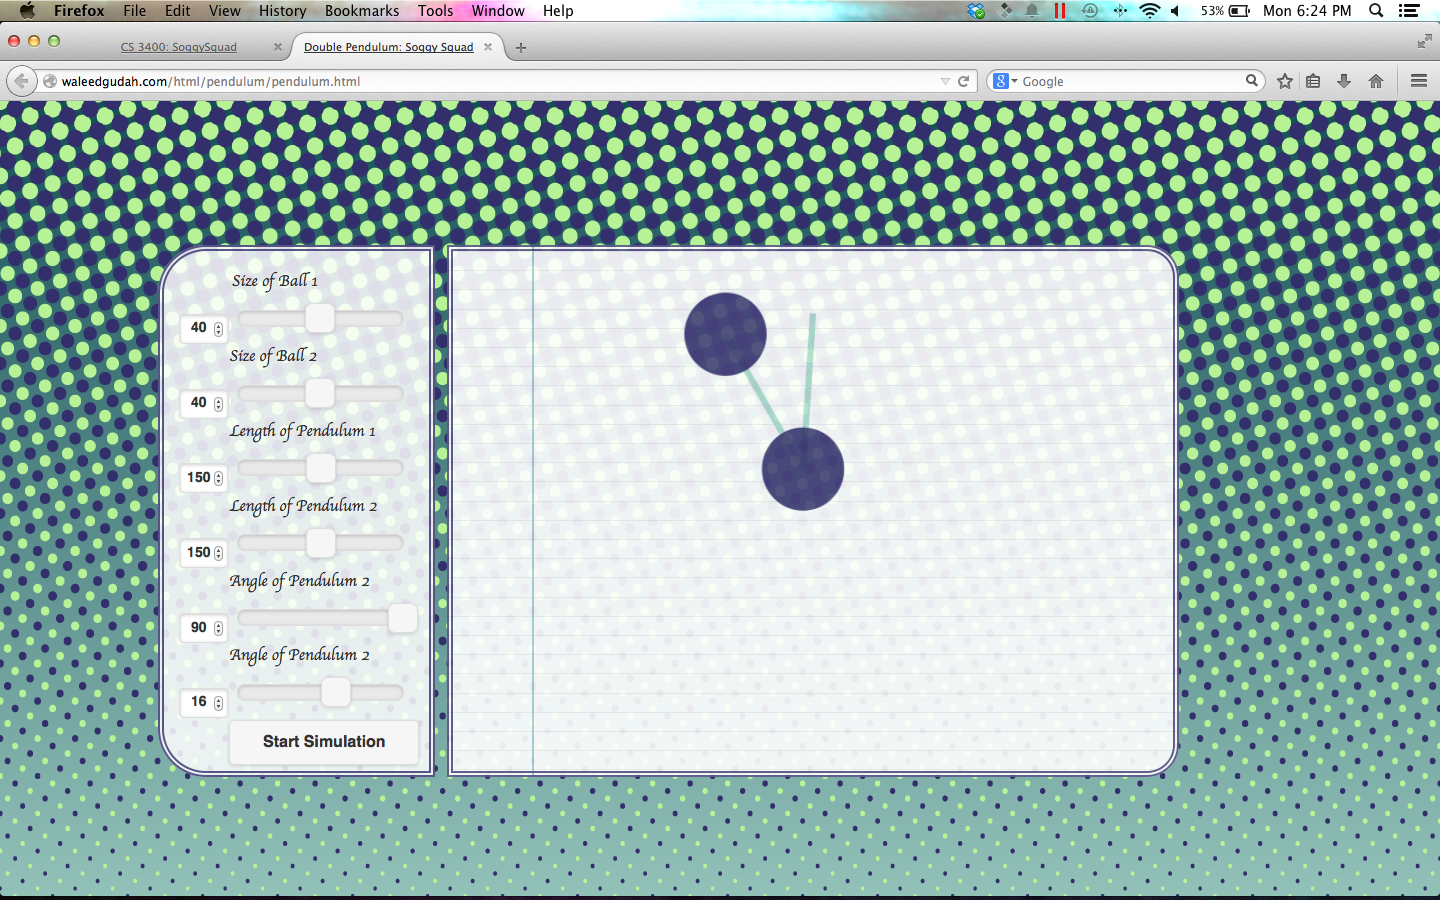 Firefox File Edit View History Bookmarks Tools Window Help 53% Mon 6:24 PM
CS 3400: SoggySquad Double Pendulum: Soggy Squad
waleedgudah.com/html/pendulum/pendulum.html Google
Size of Ball 1
40
Size of Ball 2
40
Length of Pendulum 1
150
Length of Pendulum 2
150
Angle of Pendulum 2
90
Angle of Pendulum 2
16
Start Simulation